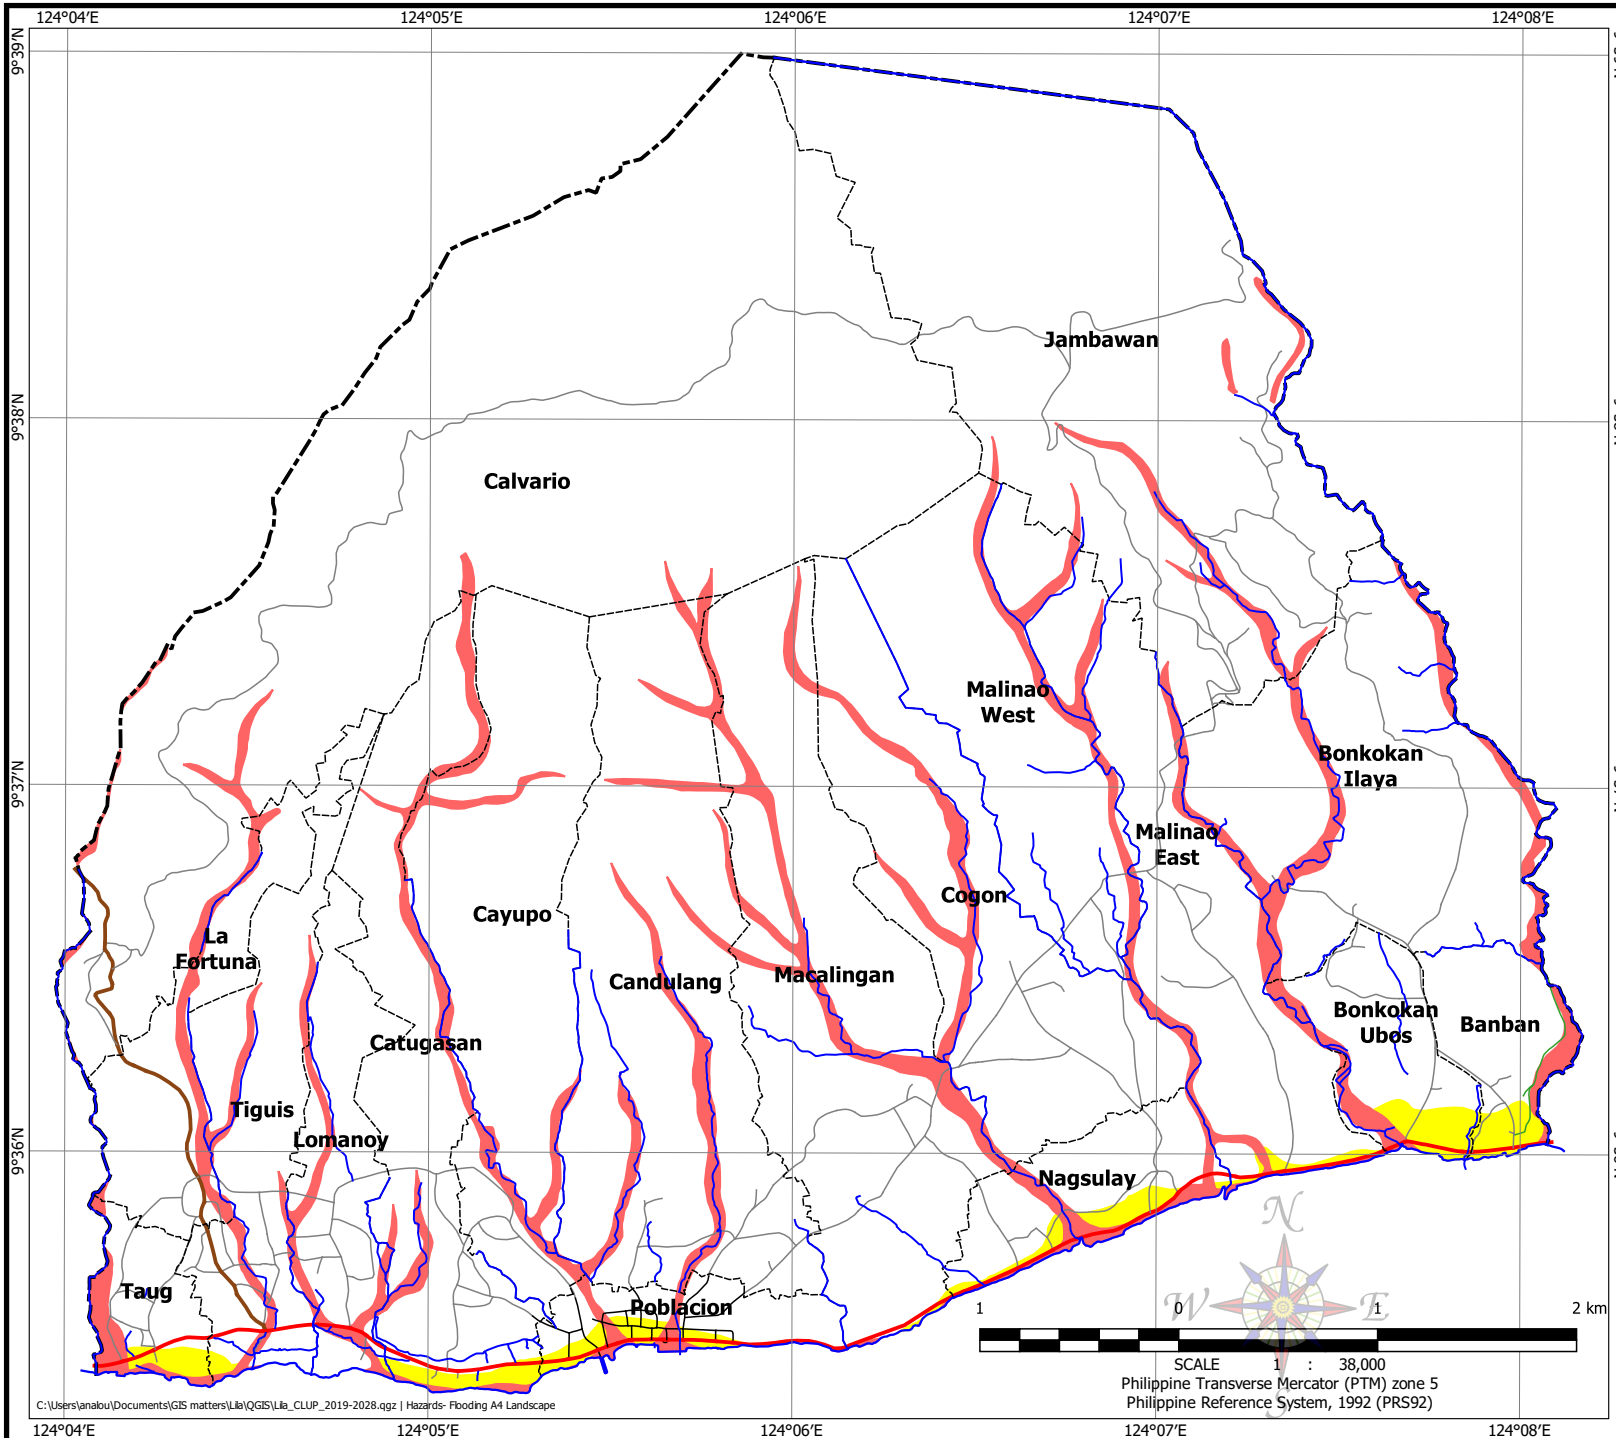 124°04′E 124°05′E 124°06′E 124°07′E 124°08′E
9°39′N
Jambawan
9°38′N
Calvario
Malinao
West
Bonkokan
Ilaya
9°37′N
Malinao
East
Cogon
Cayupo
La
Fortuna
Candulang
Macalingan
Bonkokan
Ubos
Banban
Catugasan
Tiguis
Lomanoy
9°36′N
Nagsulay
N
Taug
Poblacion
W E
1 0 1 2 km
SCALE 1 : 38,000
Philippine Transverse Mercator (PTM) zone 5
Philippine Reference System, 1992 (PRS92)
S
C:\Users\analou\Documents\GIS matters\Lila\QGIS\Lila_CLUP_2019-2028.qgz | Hazards- Flooding A4 Landscape
124°04′E 124°05′E 124°06′E 124°07′E 124°08′E